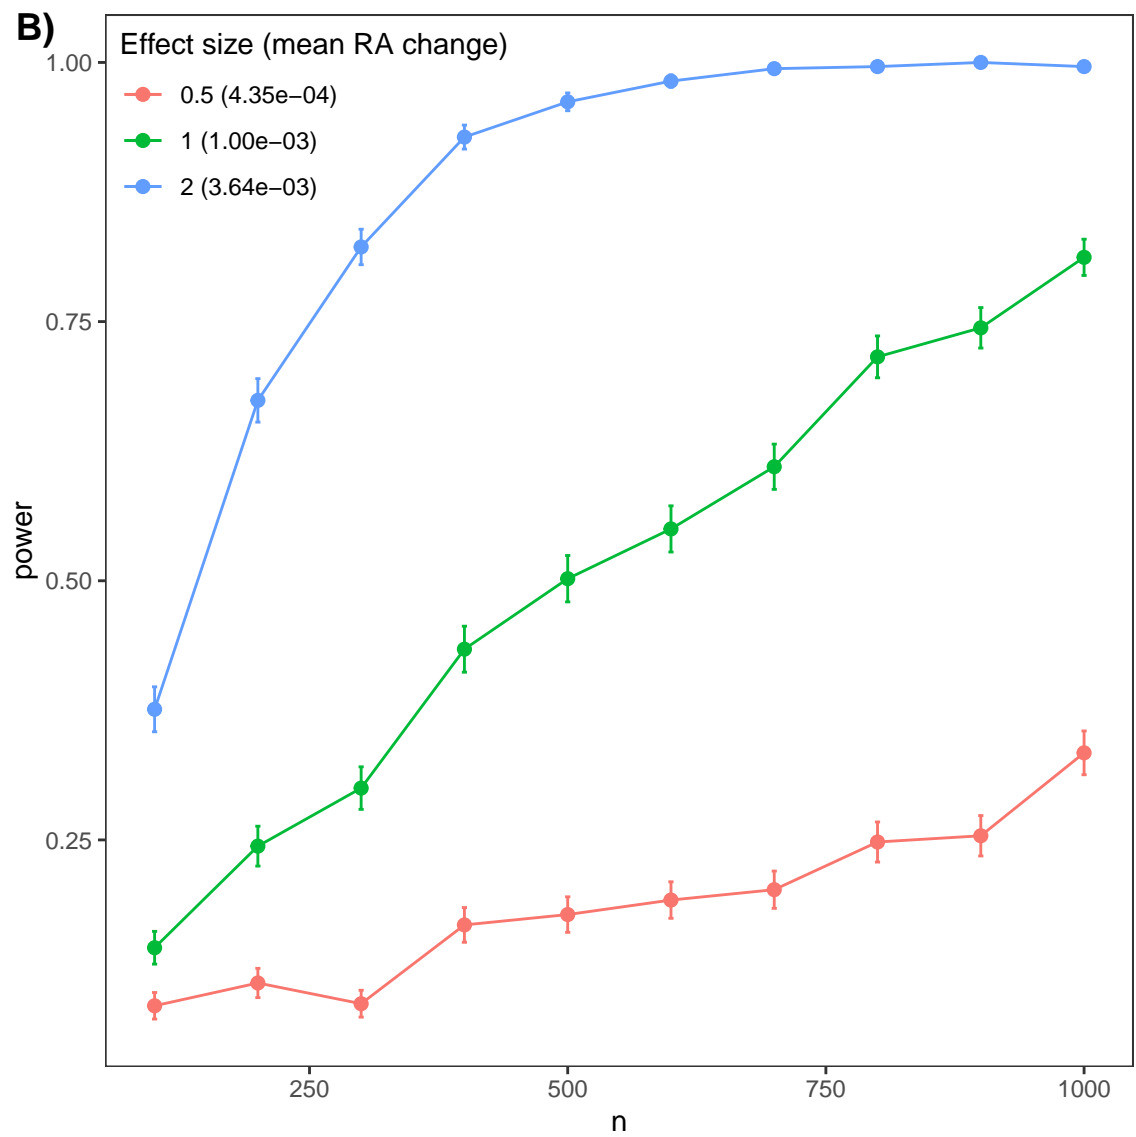 B)
Effect size (mean RA change)
0.5 (4.35e−04)
1 (1.00e−03)
2 (3.64e−03)
1.00
0.75
0.50
0.25
power
250 500 750 1000
n